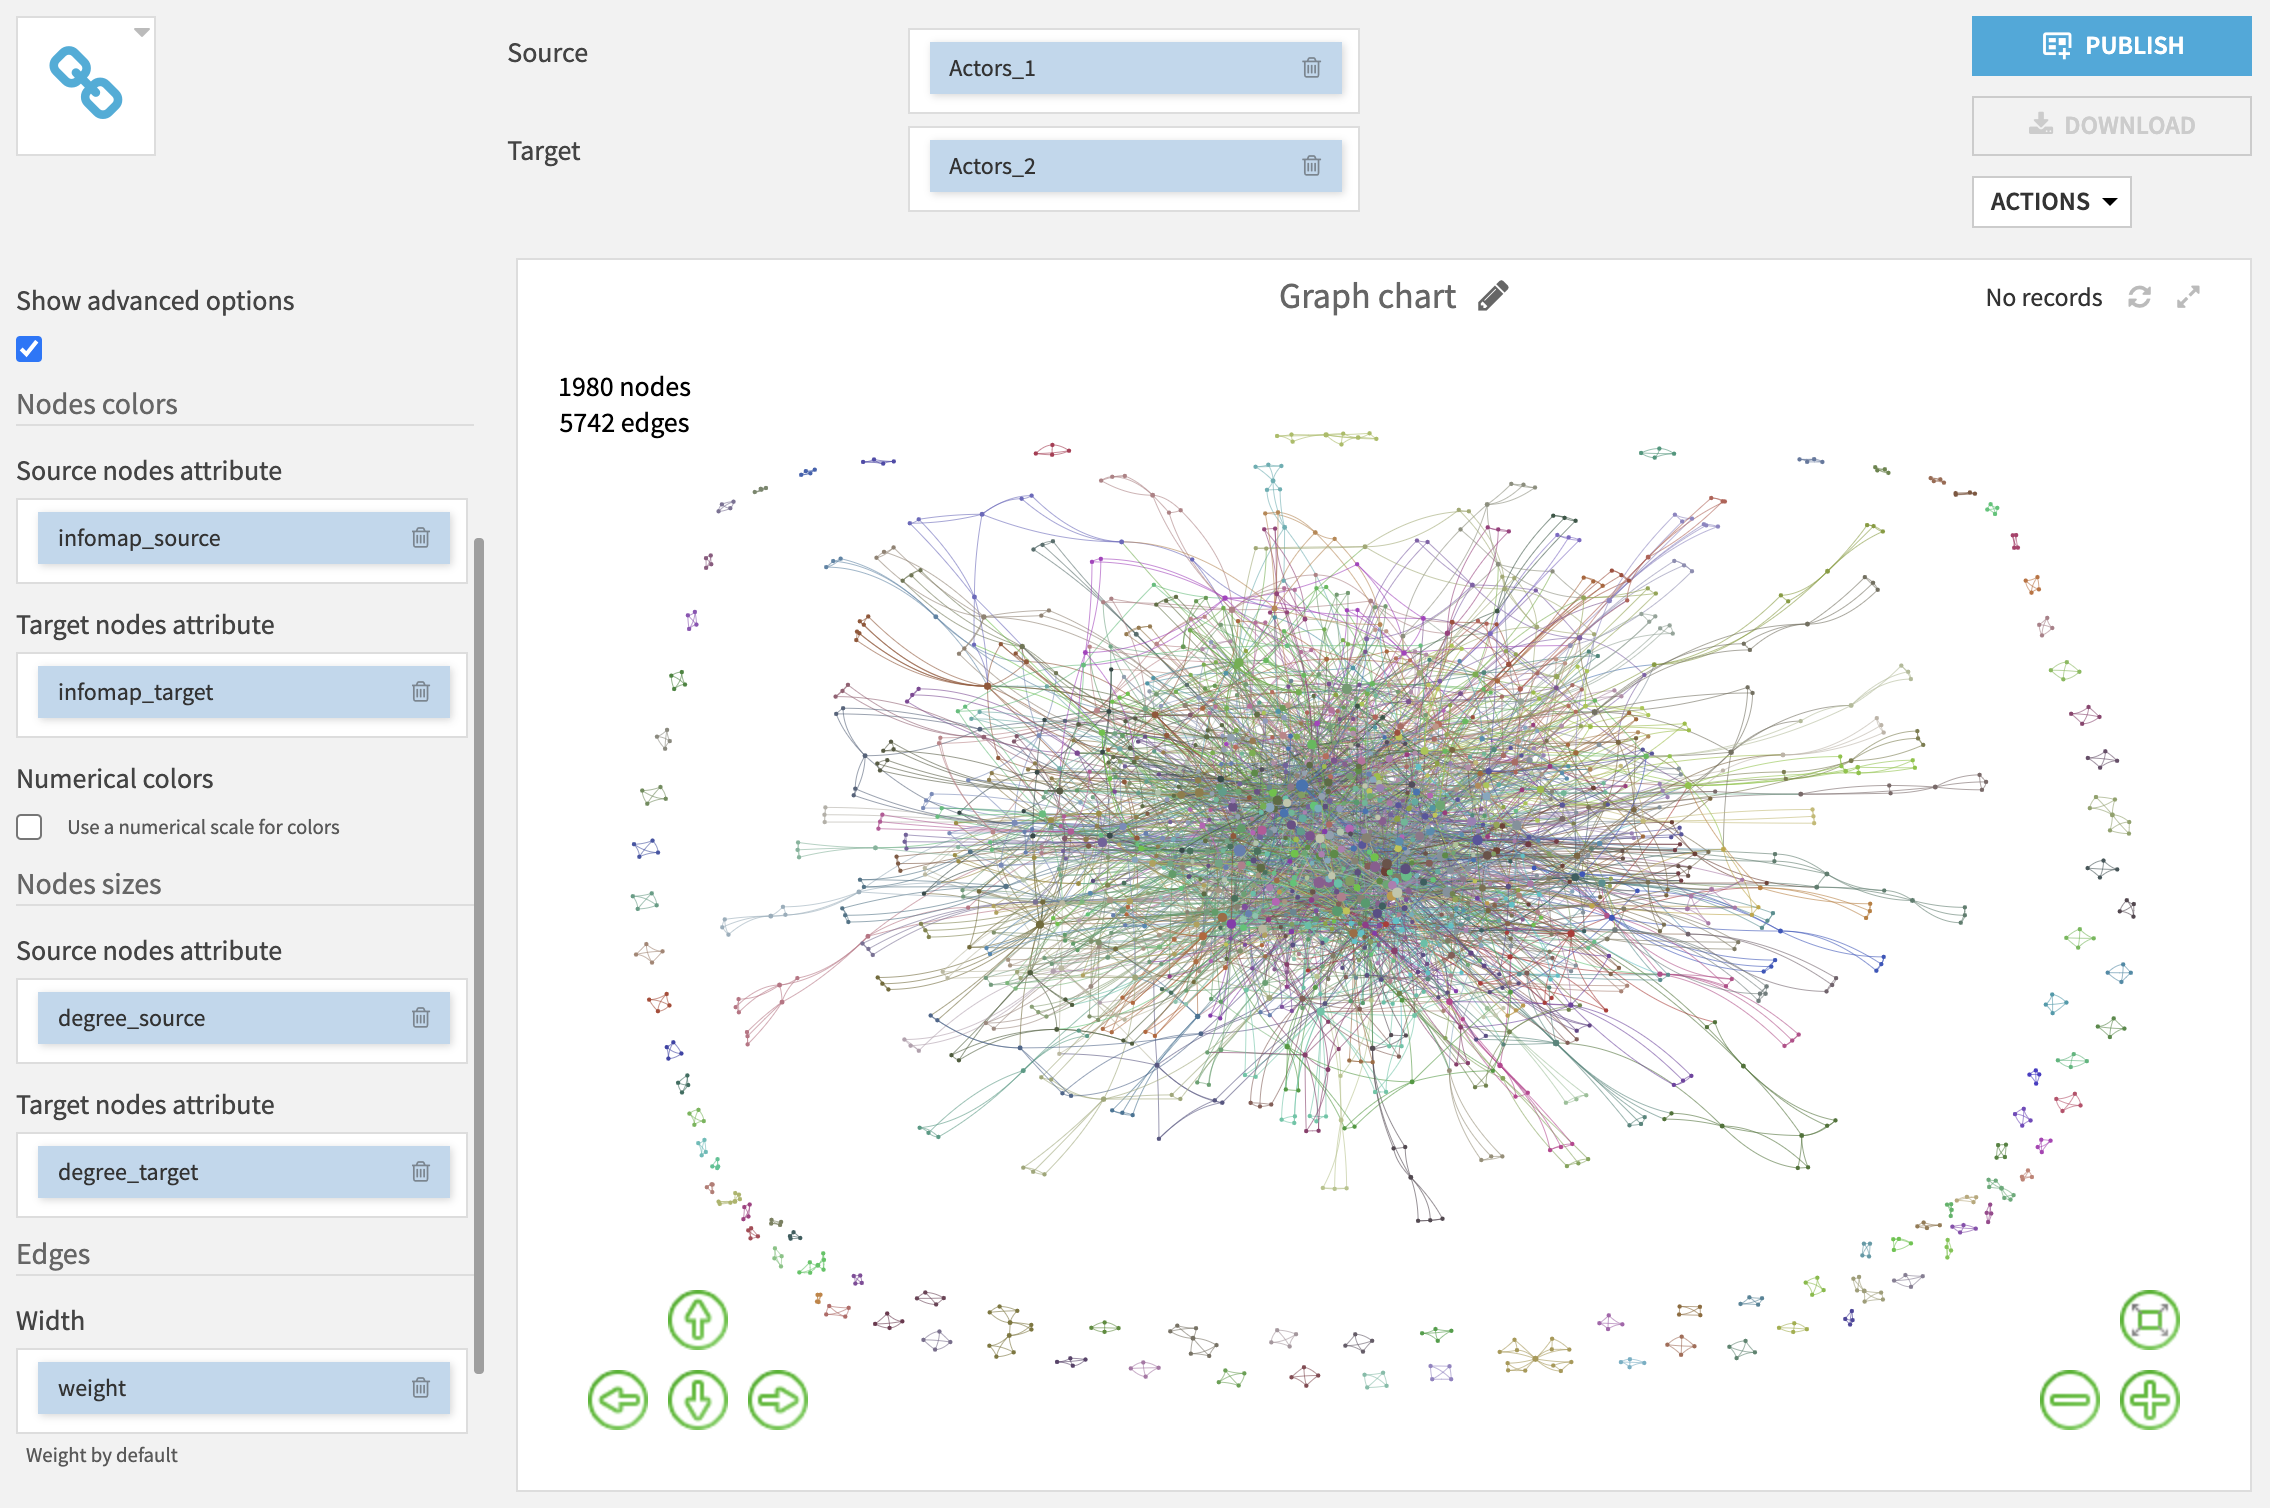 Source
Actors_1
Target
Actors_2
PUBLISH
DOWNLOAD
ACTIONS
Show advanced options
Nodes colors
Source nodes attribute
infomap_source
Target nodes attribute
infomap_target
Numerical colors
Use a numerical scale for colors
Nodes sizes
Source nodes attribute
degree_source
Target nodes attribute
degree_target
Edges
Width
weight
Weight by default
Graph chart
No records
1980 nodes
5742 edges